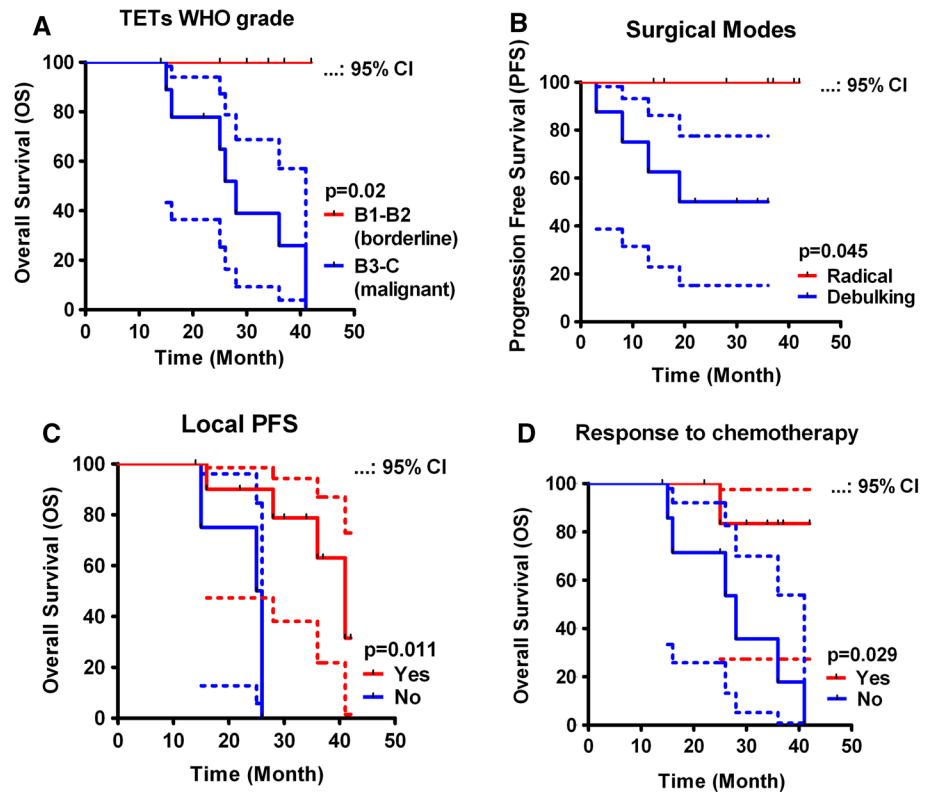 A
TETs WHO grade
Overall Survival (OS)
100
80
60
40
20
0
0 10 20 30 40 50
Time (Month)
...: 95% CI
p=0.02
B1-B2
(borderline)
B3-C
(malignant)
B
Surgical Modes
Progression Free Survival (PFS)
100
80
60
40
20
0
0 10 20 30 40 50
Time (Month)
...: 95% CI
p=0.045
Radical
Debulking
C
Local PFS
Overall Survival (OS)
100
80
60
40
20
0
0 10 20 30 40 50
Time (Month)
...: 95% CI
p=0.011
Yes
No
D
Response to chemotherapy
Overall Survival (OS)
100
80
60
40
20
0
0 10 20 30 40 50
Time (Month)
...: 95% CI
p=0.029
Yes
No